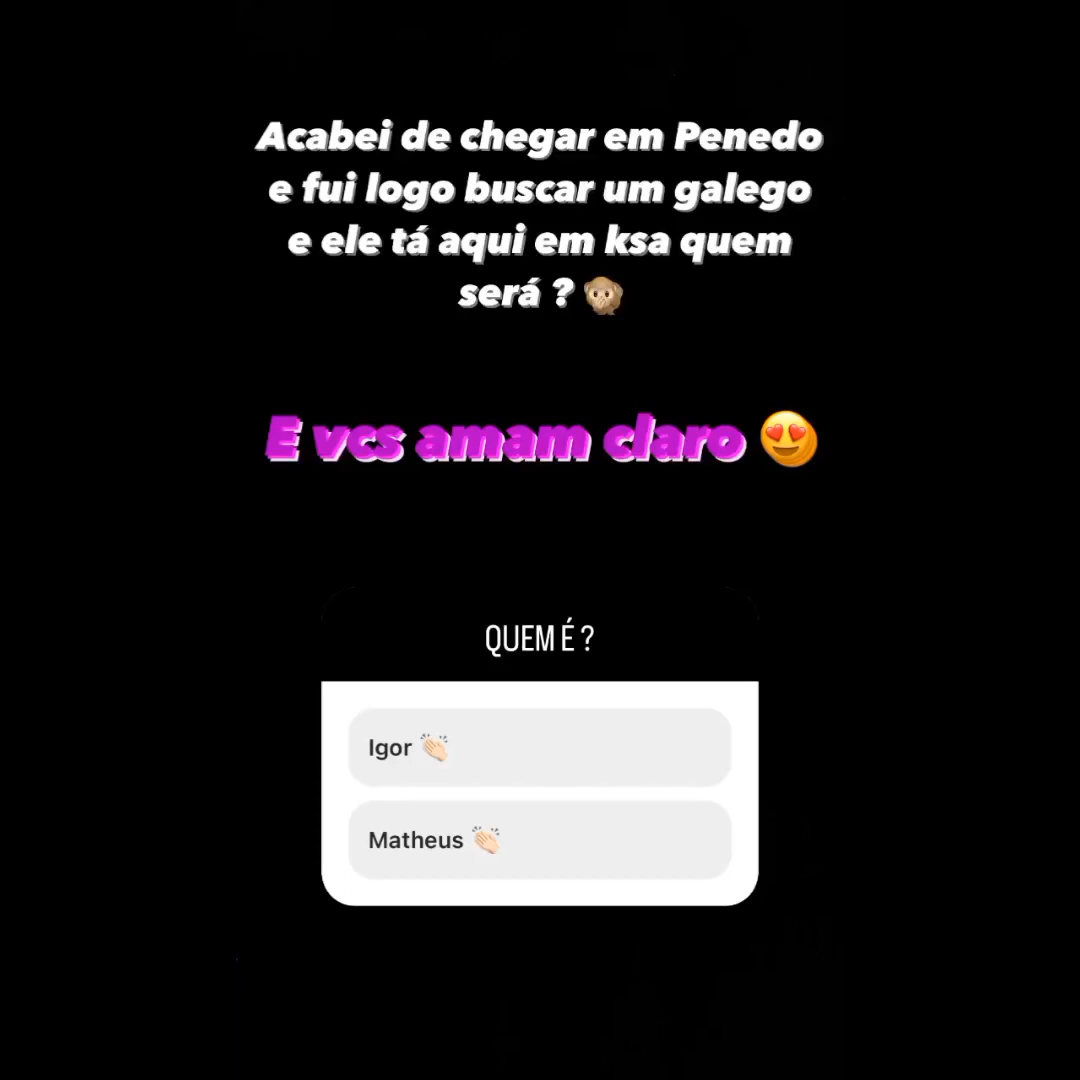 Acabei de chegar em Penedo
e fui logo buscar um galego
e ele tá aqui em ksa quem
será ? 🙊
E vcs amam claro 😍
QUEM É ?
Igor 👏🏻
Matheus 👏🏻